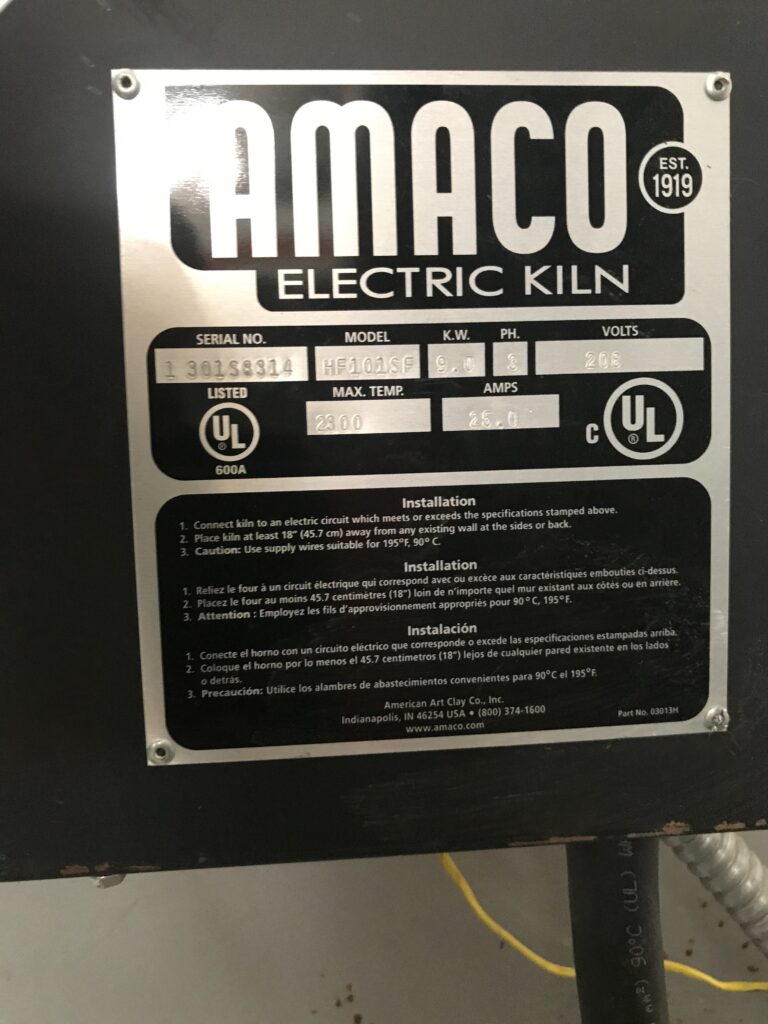 AMACO
EST.
1919
ELECTRIC KILN
SERIAL NO. MODEL K.W. PH. VOLTS
1 301S8314 HF101SF 9.0 3 208
LISTED MAX. TEMP. AMPS
UL 2300 25.0 C UL
600A
Installation
1. Connect kiln to an electric circuit which meets or exceeds the specifications stamped above.
2. Place kiln at least 18" (45.7 cm) away from any existing wall at the sides or back.
3. Caution: Use supply wires suitable for 195°F, 90° C.
Installation
1. Reliez le four à un circuit électrique qui correspond avec ou excèce aux caractéristiques embouties ci-dessus.
2. Placez le four au moins 45.7 centimètres (18") loin de n'importe quel mur existant aux côtés ou en arrière.
3. Attention : Employez les fils d'approvisionnement appropriés pour 90°C, 195°F.
Instalación
1. Conecte el horno con un circuito eléctrico que corresponde o excede las especificaciones estampadas arriba.
2. Coloque el horno por lo menos el 45.7 centimetros (18") lejos de cualquier pared existente en los lados
o detrás.
3. Precaución: Utilice los alambres de abastecimientos convenientes para 90°C el 195°F.
American Art Clay Co., Inc.
Indianapolis, IN 46254 USA • (800) 374-1600
www.amaco.com
Part No. 03013H
90°C (UL)